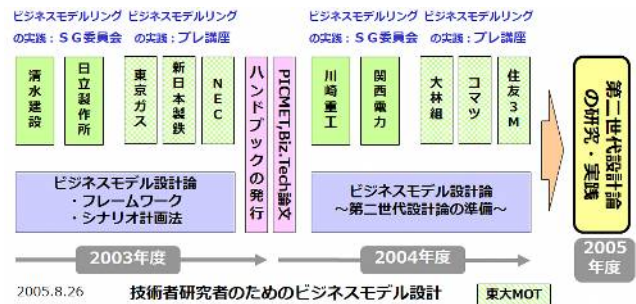 ビジネスモデルリング
の実践：ＳＧ委員会
ビジネスモデルリング
の実践：プレ講座
ビジネスモデルリング
の実践：ＳＧ委員会
ビジネスモデルリング
の実践：プレ講座
清水建設
日立製作所
東京ガス
新日本製鉄
ＮＥＣ
ハンドブックの発行
PICMET,Biz.Tech論文
川崎重工
関西電力
大林組
コマツ
住友３Ｍ
第二世代設計論
の研究・実践
ビジネスモデル設計論
・フレームワーク
・シナリオ計画法
ビジネスモデル設計論
～第二世代設計論の準備～
2003年度
2004年度
2005
年度
2005.8.26
技術者研究者のためのビジネスモデル設計
東大MOT